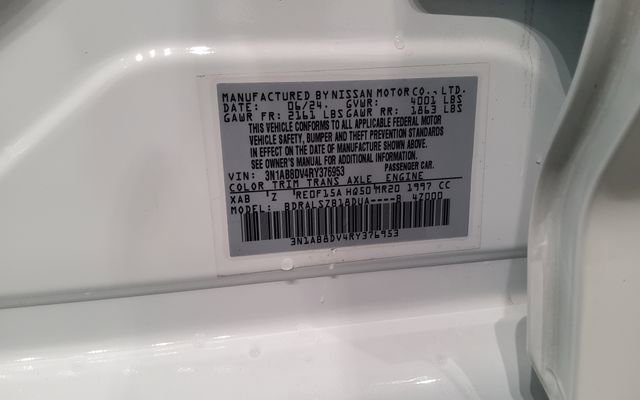 MANUFACTURED BY NISSAN MOTOR CO., LTD.
DATE: 06/24. GVWR: 4001 LBS
GAWR FR: 2161 LBS GAWR RR: 1863 LBS
THIS VEHICLE CONFORMS TO ALL APPLICABLE FEDERAL MOTOR
VEHICLE SAFETY, BUMPER AND THEFT PREVENTION STANDARDS
IN EFFECT ON THE DATE OF MANUFACTURE SHOWN ABOVE.
SEE OWNER'S MANUAL FOR ADDITIONAL INFORMATION.
VIN: 3N1AB8DV4RY376953 PASSENGER CAR.
COLOR TRIM TRANS AXLE ENGINE
XAB Z RE0F15A HQ50 MR20 1997 CC
MODEL: BDRALSZB18DUA----B 47000
3N1AB8DV4RY376953